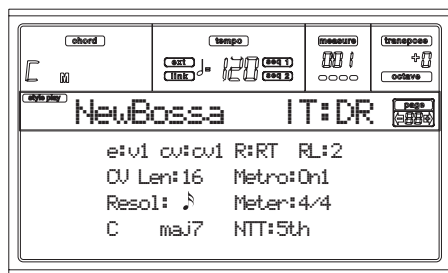 chord tempo measure transpose
C M ext link ♩= 120 seq 1 seq 2 001 +0 octave
style play NewBossa IT:DR page
e:v1 cv:cv1 R:RT RL:2
CV Len:16 Metro:On1
Resol: ♪ Meter:4/4
C maj7 NTT:5th